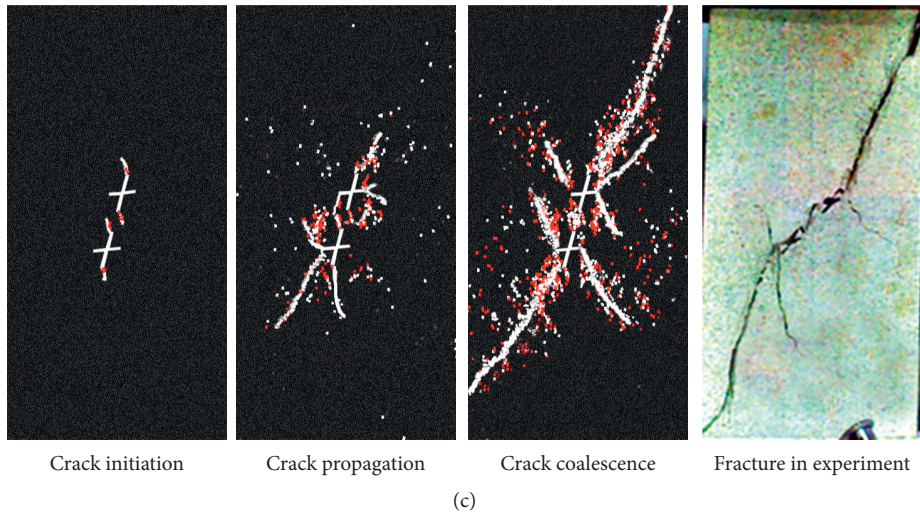 Crack initiation
Crack propagation
Crack coalescence
Fracture in experiment
(c)